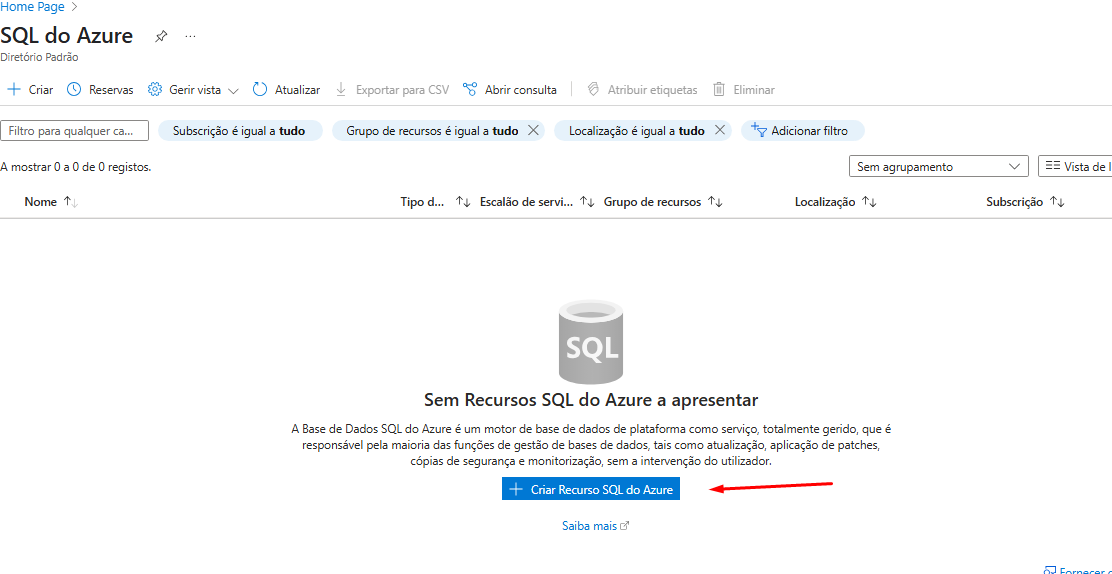 Home Page
SQL do Azure
Diretório Padrão
Criar Reservas Gerir vista Atualizar Exportar para CSV Abrir consulta Atribuir etiquetas Eliminar
Filtro para qualquer ca... Subscrição é igual a tudo Grupo de recursos é igual a tudo Localização é igual a tudo Adicionar filtro
A mostrar 0 a 0 de 0 registos. Sem agrupamento Vista de l
Nome Tipo d... Escalão de servi... Grupo de recursos Localização Subscrição
SQL
Sem Recursos SQL do Azure a apresentar
A Base de Dados SQL do Azure é um motor de base de dados de plataforma como serviço, totalmente gerido, que é
responsável pela maioria das funções de gestão de bases de dados, tais como atualização, aplicação de patches,
cópias de segurança e monitorização, sem a intervenção do utilizador.
Criar Recurso SQL do Azure
Saiba mais
Fornecer